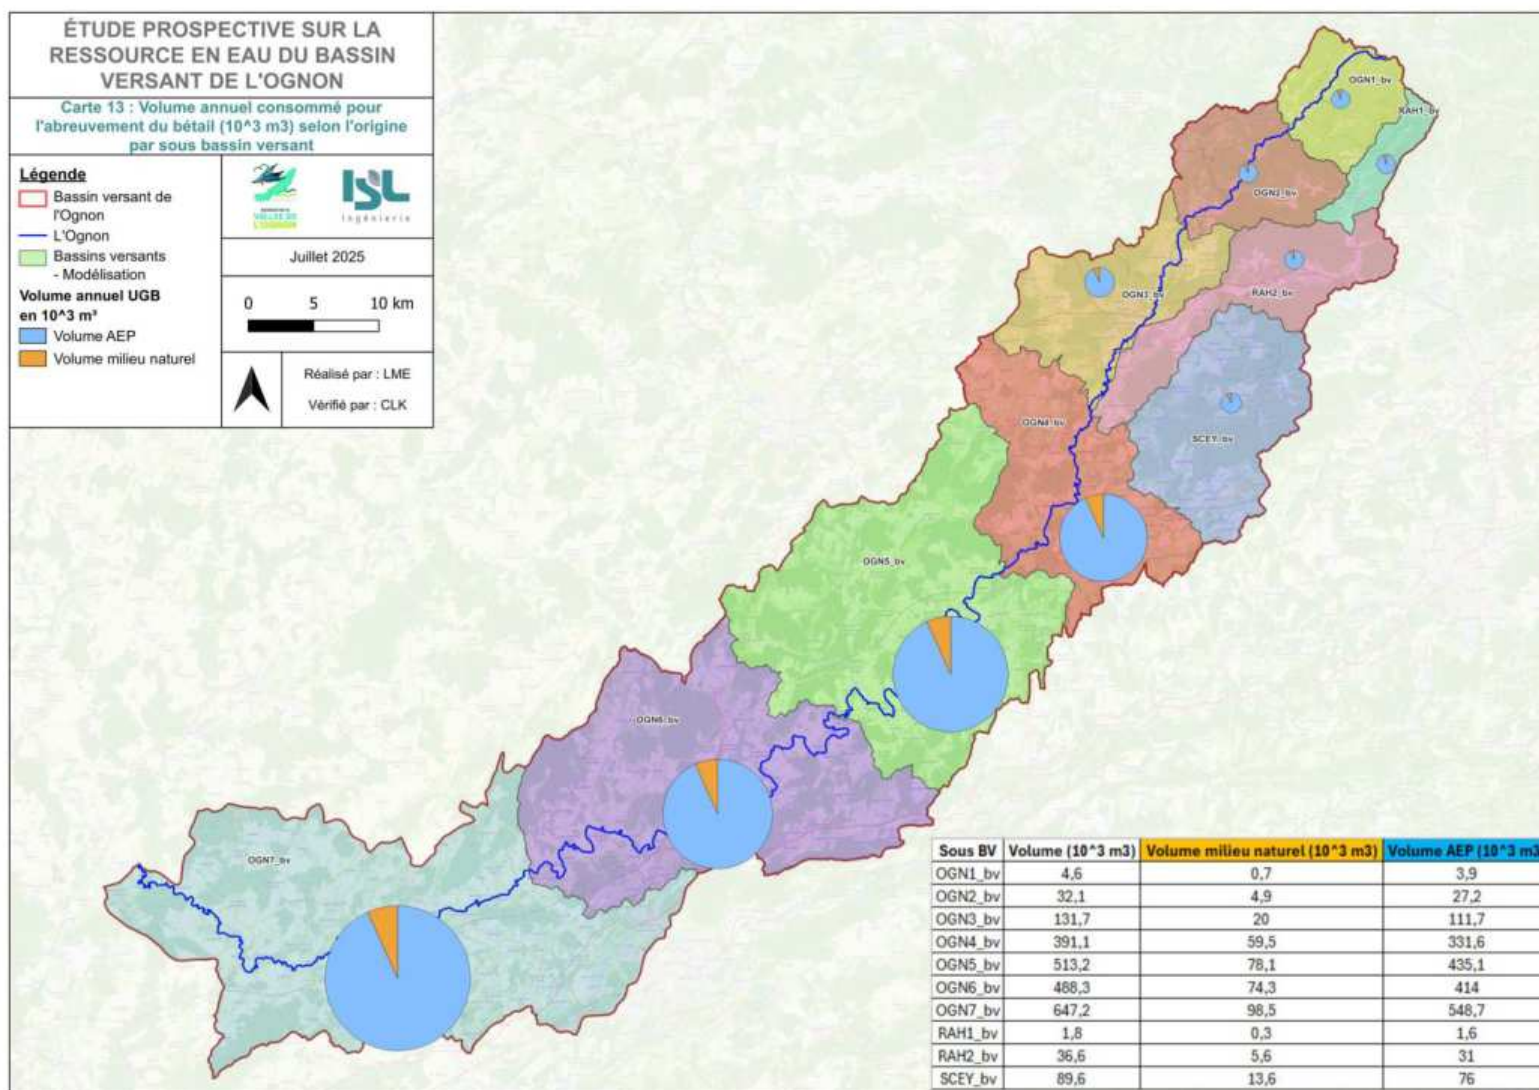 ÉTUDE PROSPECTIVE SUR LA
RESSOURCE EN EAU DU BASSIN
VERSANT DE L'OGNON
Carte 13 : Volume annuel consommé pour
l'abreuvement du bétail (10^3 m3) selon l'origine
par sous bassin versant
Légende
Bassin versant de
l'Ognon
L'Ognon
Bassins versants
- Modélisation
Volume annuel UGB
en 10^3 m³
Volume AEP
Volume milieu naturel
VALLÉE DE
L'OGNON
ISL
Ingénierie
Juillet 2025
0 5 10 km
Réalisé par : LME
Vérifié par : CLK
OGN1_bv
RAH1_bv
OGN2_bv
OGN3_bv
RAH2_bv
OGN4_bv
SCEY_bv
OGN5_bv
OGN6_bv
OGN7_bv
Sous BV Volume (10^3 m3) Volume milieu naturel (10^3 m3) Volume AEP (10^3 m3
OGN1_bv 4,6 0,7 3,9
OGN2_bv 32,1 4,9 27,2
OGN3_bv 131,7 20 111,7
OGN4_bv 391,1 59,5 331,6
OGN5_bv 513,2 78,1 435,1
OGN6_bv 488,3 74,3 414
OGN7_bv 647,2 98,5 548,7
RAH1_bv 1,8 0,3 1,6
RAH2_bv 36,6 5,6 31
SCEY_bv 89,6 13,6 76